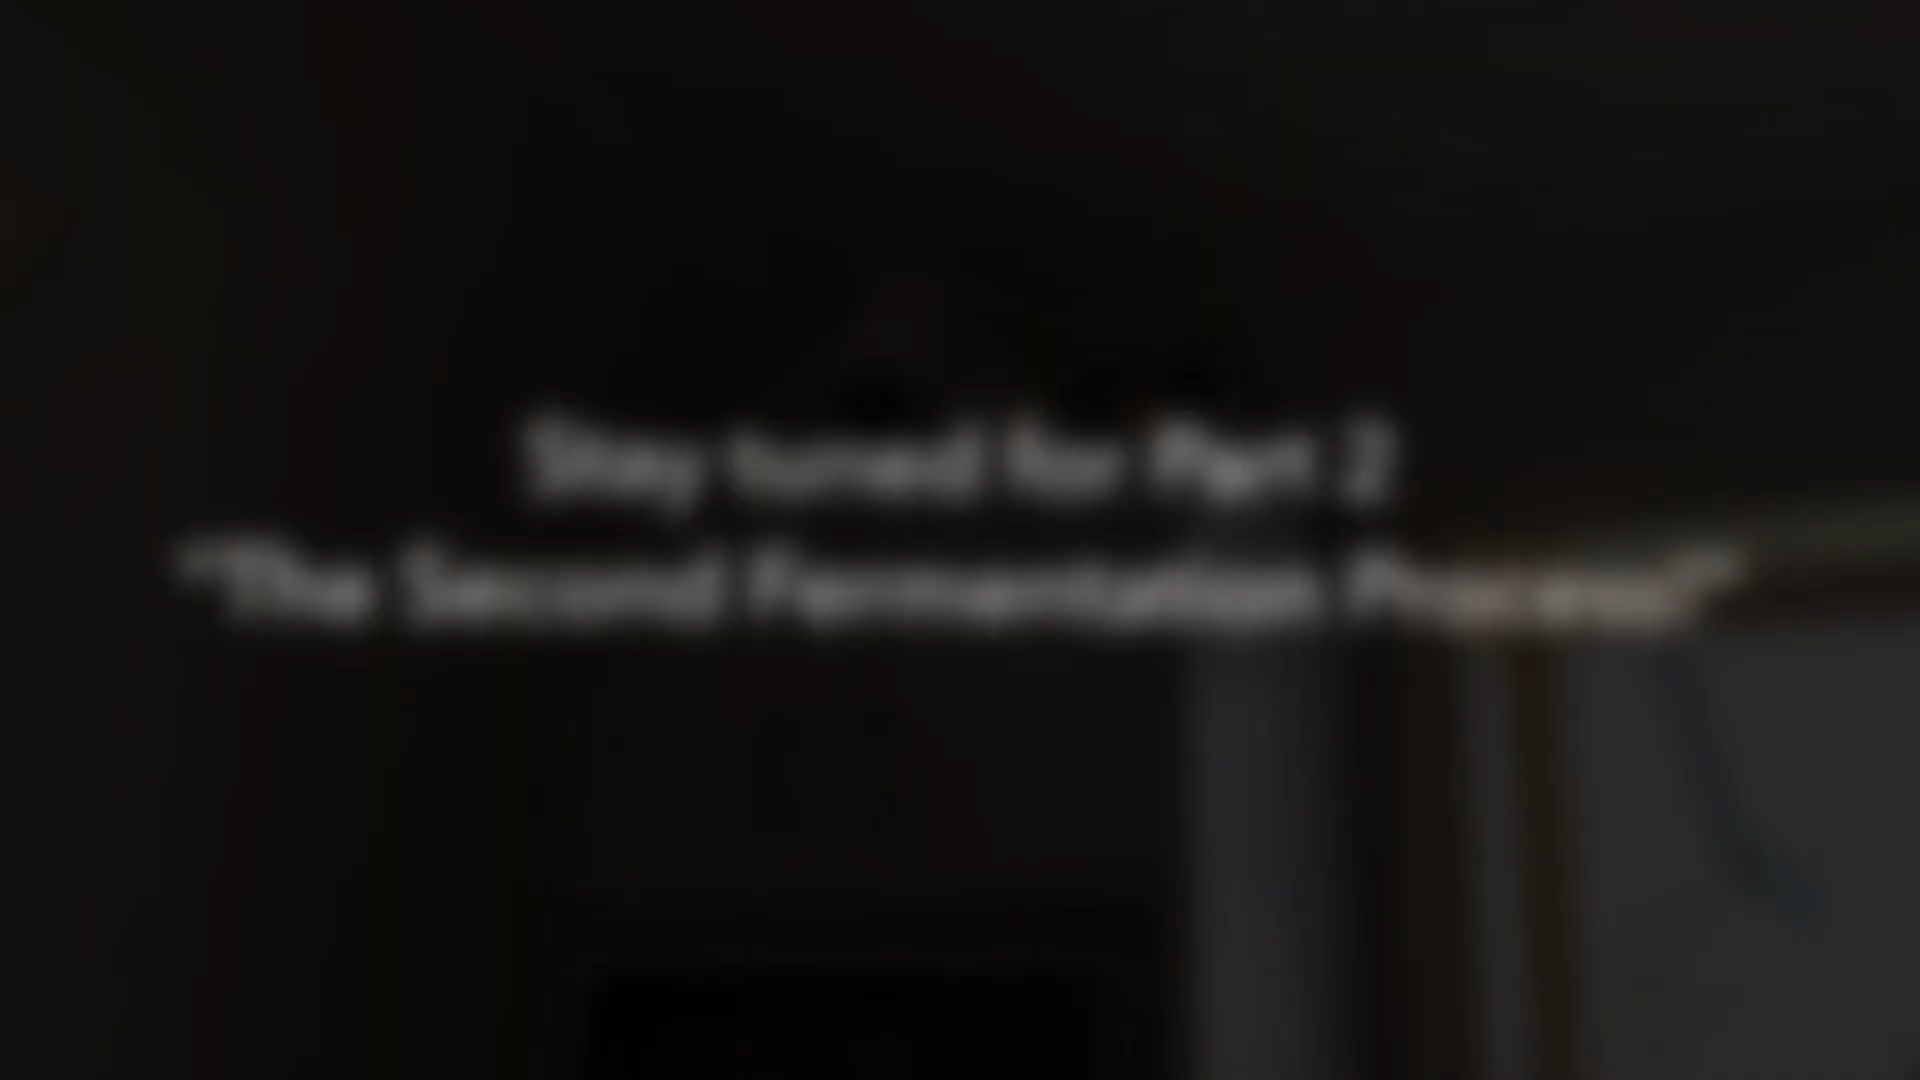 Stay tuned for Part 2
"The Second Fermentation Process"